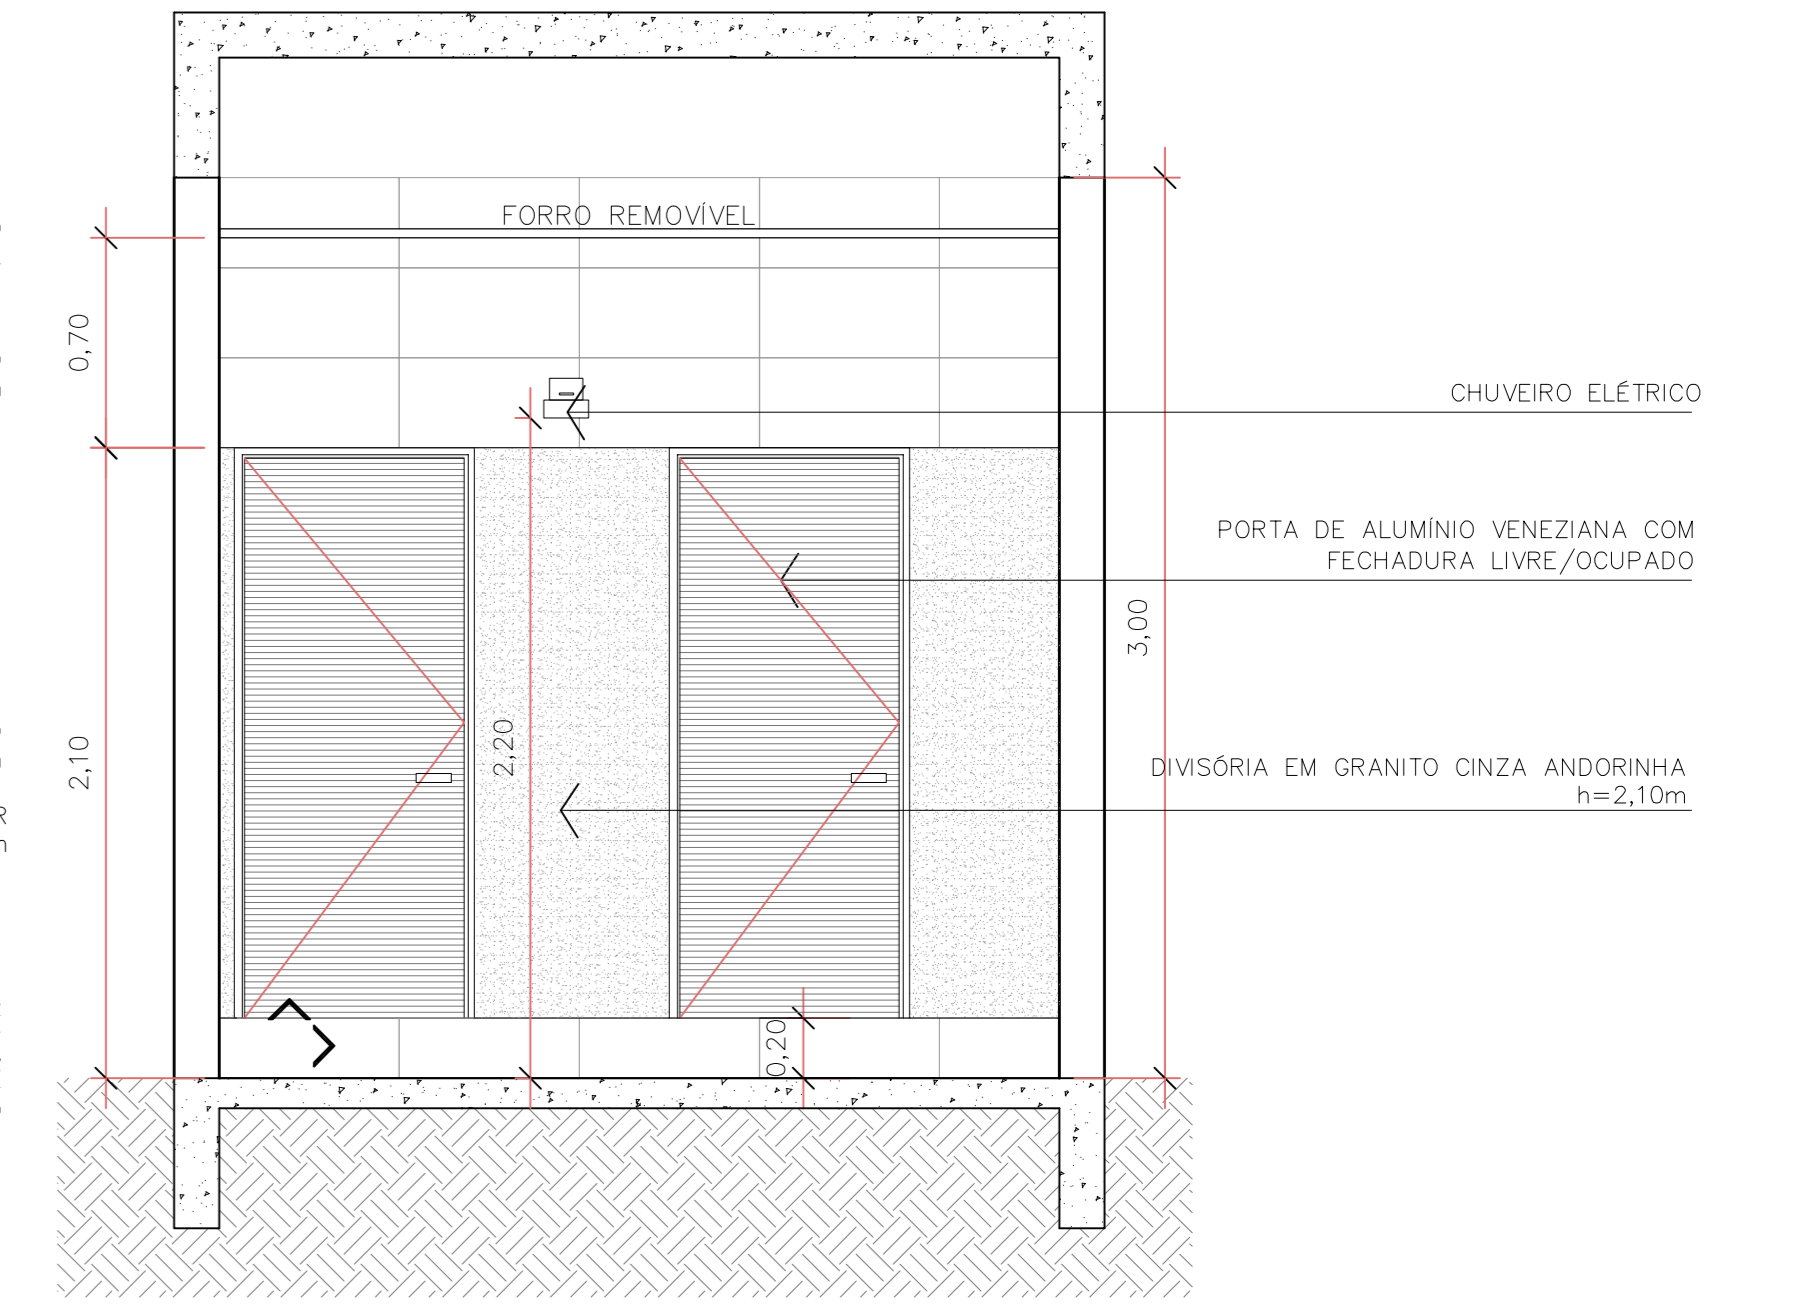 FORRO REMOVÍVEL
0,70
CHUVEIRO ELÉTRICO
PORTA DE ALUMÍNIO VENEZIANA COM
FECHADURA LIVRE/OCUPADO
3,00
2,20
2,10
DIVISÓRIA EM GRANITO CINZA ANDORINHA
h=2,10m
0,20